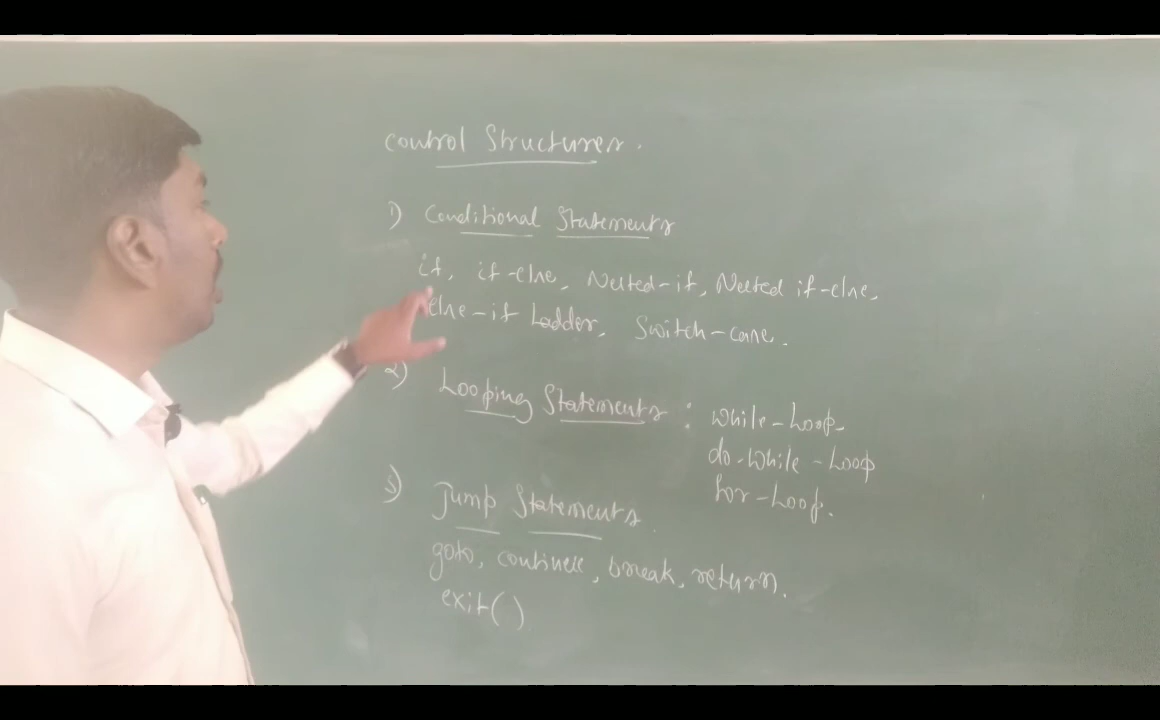 Control Structures.
1) Conditional Statements
if, if-else, Nested-if, Nested if-else,
else-if Ladder, Switch-case.
2) Looping Statements : while-Loop.
do-while-Loop
for-Loop.
3) Jump Statements.
goto, continue, break, return.
exit()